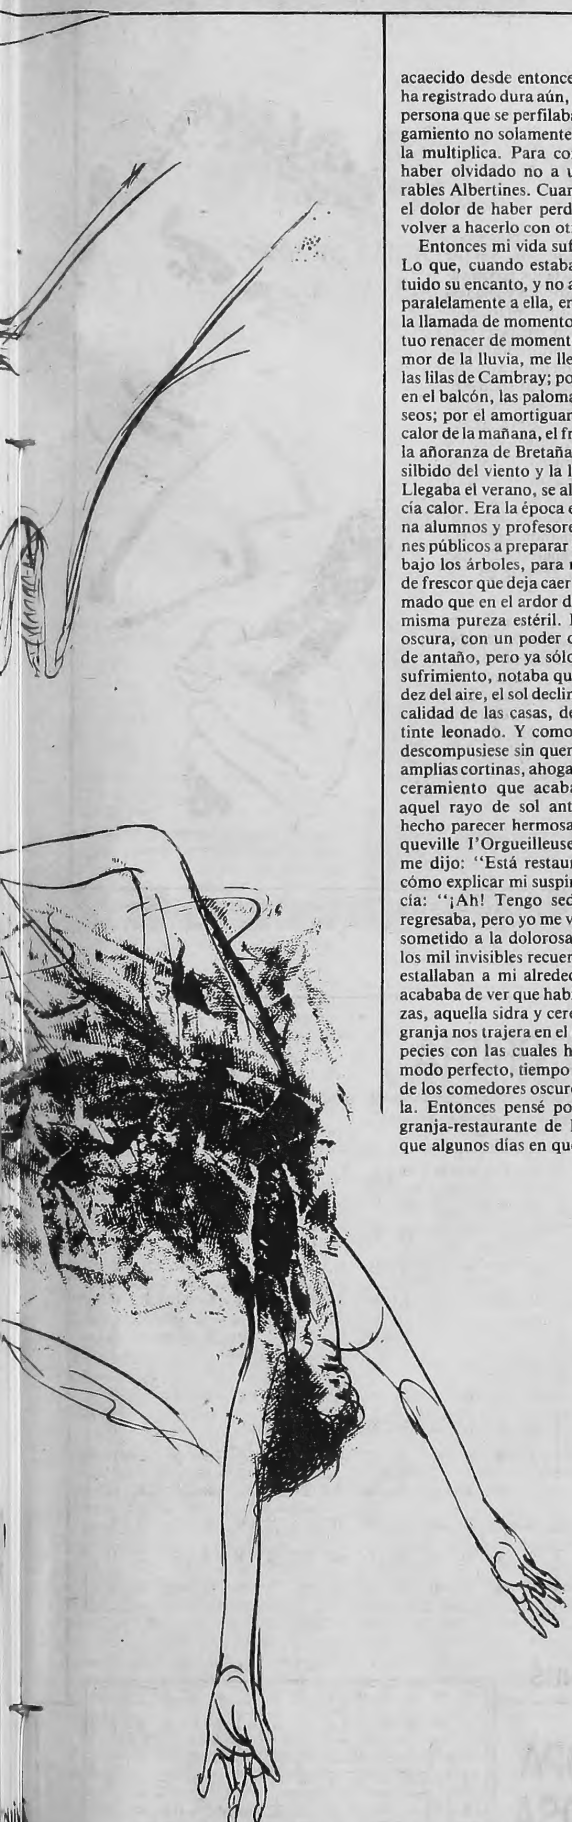 acaecido desde entonce
ha registrado dura aún,
persona que se perfilab
gamiento no solamente
la multiplica. Para co
haber olvidado no a u
rables Albertines. Cuan
el dolor de haber perd
volver a hacerlo con ot
Entonces mi vida suf
Lo que, cuando estaba
tuido su encanto, y no a
paralelamente a ella, er
la llamada de momento
tuo renacer de moment
mor de la lluvia, me lle
las lilas de Cambray; po
en el balcón, las paloma
seos; por el amortiguar
calor de la mañana, el fr
la añoranza de Bretaña
silbido del viento y la l
Llegaba el verano, se al
cía calor. Era la época e
na alumnos y profesore
nes públicos a preparar
bajo los árboles, para r
de frescor que deja caer
mado que en el ardor d
misma pureza estéril. I
oscura, con un poder c
de antaño, pero ya sólo
sufrimiento, notaba qu
dez del aire, el sol declin
calidad de las casas, de
tinte leonado. Y como
descompusiese sin quer
amplías cortinas, ahoga
ceramiento que acaba
aquel rayo de sol ant
hecho parecer hermosa
queville I'Orgueilleuse
me dijo: "Está restaur
cómo explicar mi suspir
cía: "¡Ah! Tengo sed
regresaba, pero yo me v
sometido a la dolorosa
los mil invisibles recuer
estallaban a mi alrededo
acababa de ver que hab
zas, aquella sidra y cere
granja nos trajera en el
pecies con las cuales h
modo perfecto, tiempo
de los comedores oscuro
la. Entonces pensé po
granja-restaurante de
que algunos días en que